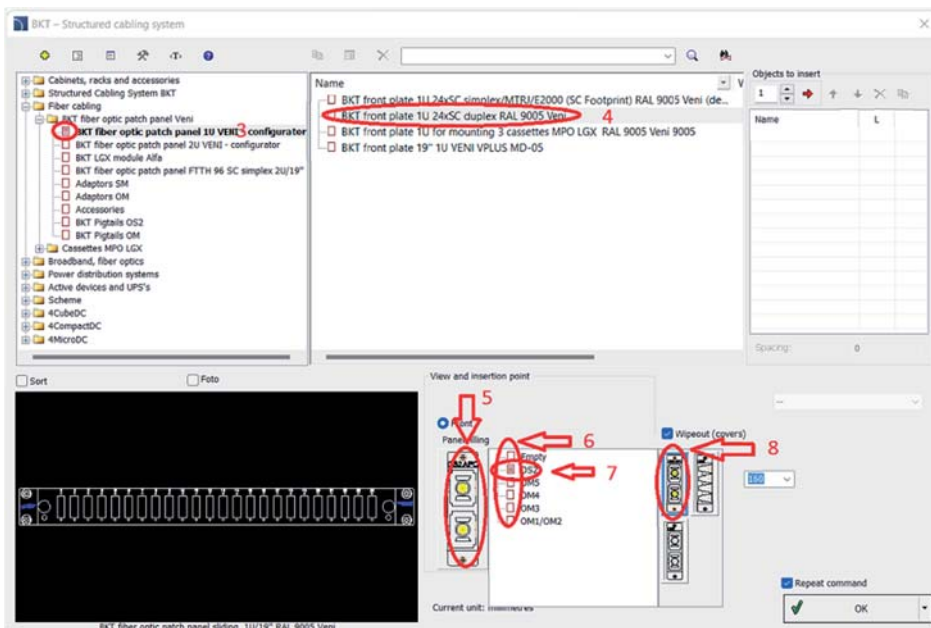 BKT – Structured cabling system
Cabinets, racks and accessories
Structured Cabling System BKT
Fiber cabling
BKT fiber optic patch panel Veni
BKT fiber optic patch panel 1U VENI - configurator
3
BKT fiber optic patch panel 2U VENI - configurator
BKT LGX module Alfa
BKT fiber optic patch panel FTTH 96 SC simplex 2U/19"
Adaptors SM
Adaptors OM
Accessories
BKT Pigtails OS2
BKT Pigtails OM
Cassettes MPO LGX
Broadband, fiber optics
Power distribution systems
Active devices and UPS's
Scheme
4CubeDC
4CompactDC
4MicroDC
Name
V
BKT front plate 1U 24xSC simplex/MTRJ/E2000 (SC Footprint) RAL 9005 Veni (de...
BKT front plate 1U 24xSC duplex RAL 9005 Veni
4
BKT front plate 1U for mounting 3 cassettes MPO LGX RAL 9005 Veni 9005
BKT front plate 19" 1U VENI VPLUS MD-05
Objects to insert
1
Name L
Spacing: 0
Sort
Foto
View and insertion point
5
Front
Panel filling
6
Empty
OS2
7
OM5
OM4
OM3
OM1/OM2
Wipeout (covers)
8
--
160
Current unit: millimetres
Repeat command
OK
BKT fiber optic patch panel sliding, 1U/19" RAL 9005 Veni